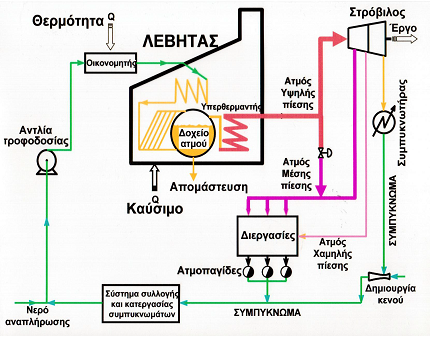 Θερμότητα
Q
ΛΕΒΗΤΑΣ
Στρόβιλος
Έργο
Οικονομητής
Υπερθερμαντής
Ατμός
Υψηλής
πίεσης
Συμπυκνωτήρας
Αντλία
τροφοδοσίας
Δοχείο
ατμού
Απομάστευση
Q
Καύσιμο
Ατμός
Μέσης
πίεσης
ΣΥΜΠΥΚΝΩΜΑ
Διεργασίες
Ατμός
Χαμηλής
πίεσης
Ατμοπαγίδες
Δημιουργία
κενού
Νερό
αναπλήρωσης
Σύστημα συλλογής
και κατεργασίας
συμπυκνωμάτων
ΣΥΜΠΥΚΝΩΜΑ